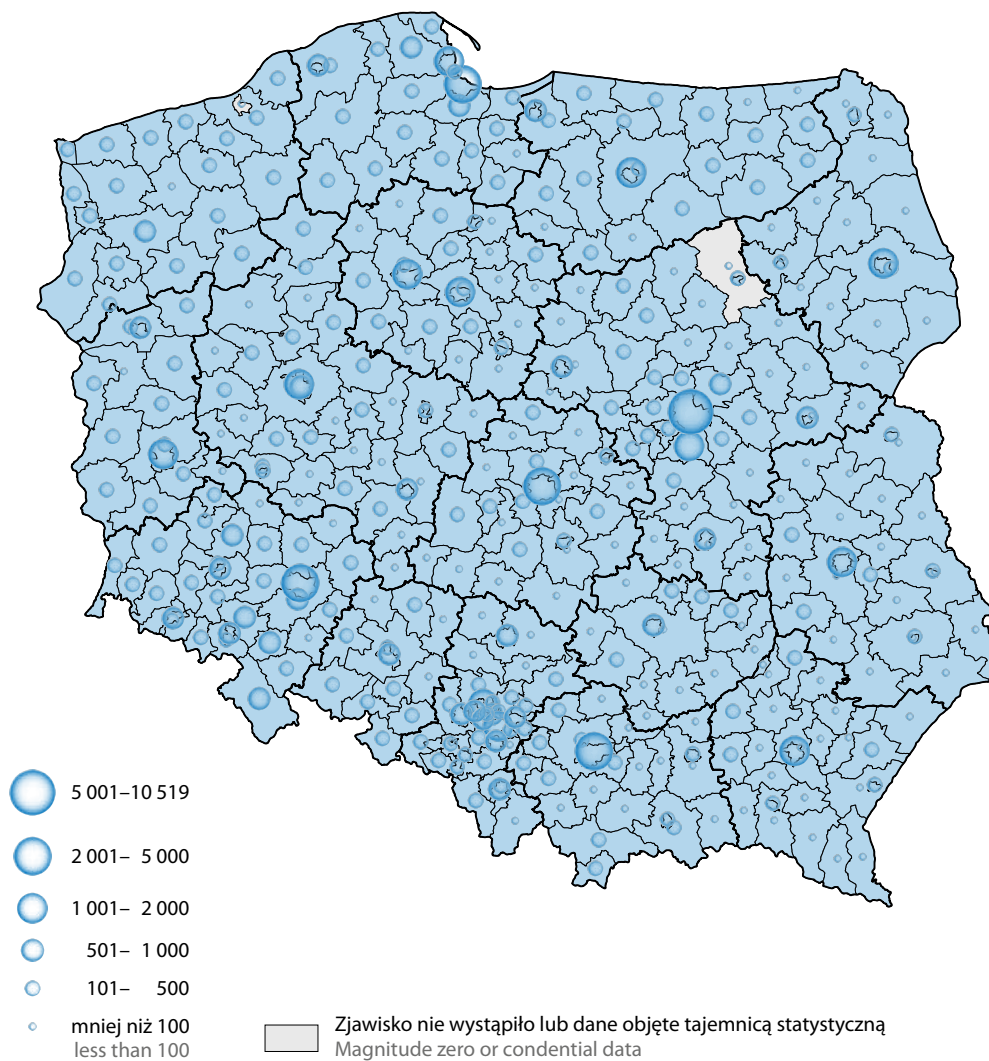 5 001–10 519
2 001– 5 000
1 001– 2 000
501– 1 000
101– 500
mniej niż 100
less than 100
Zjawisko nie wystąpiło lub dane objęte tajemnicą statystyczną
Magnitude zero or condential data